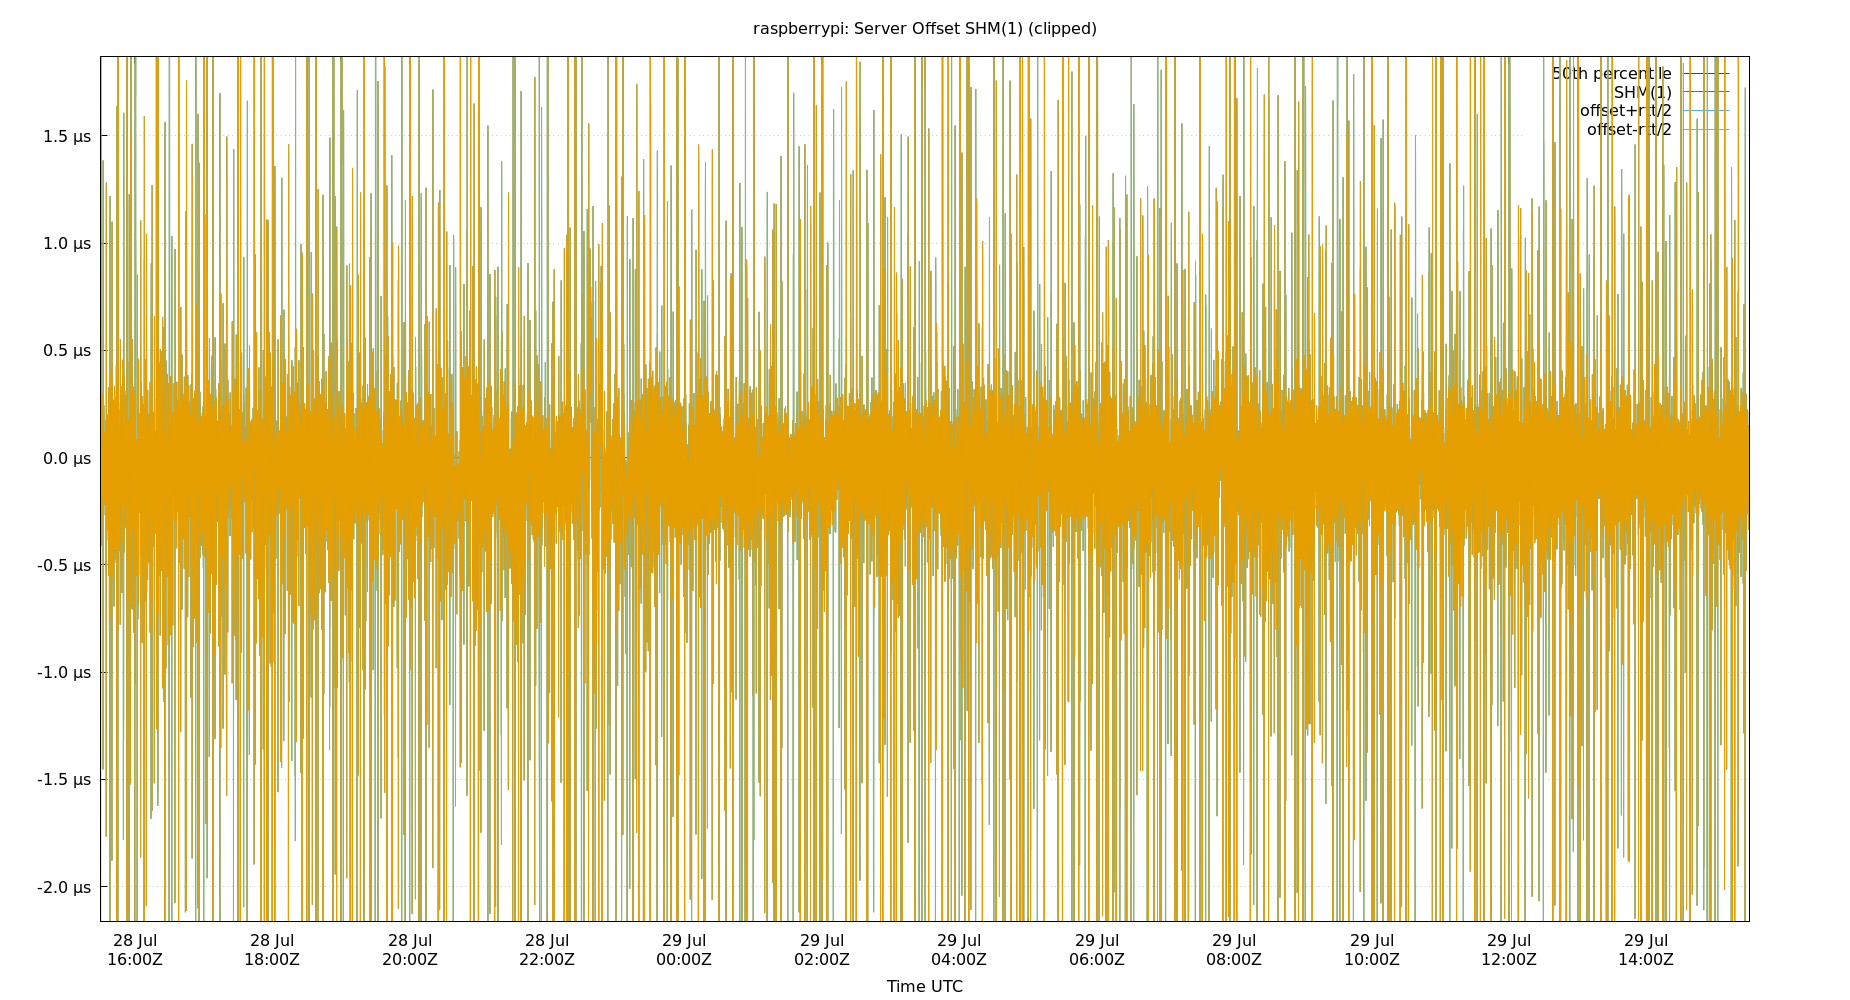 raspberrypi: Server Offset SHM(1) (clipped)
50th percentile
SHM(1)
offset+rtt/2
offset-rtt/2
1.5 µs
1.0 µs
0.5 µs
0.0 µs
-0.5 µs
-1.0 µs
-1.5 µs
-2.0 µs
28 Jul 28 Jul 28 Jul 28 Jul 29 Jul 29 Jul 29 Jul 29 Jul 29 Jul 29 Jul 29 Jul 29 Jul
16:00Z 18:00Z 20:00Z 22:00Z 00:00Z 02:00Z 04:00Z 06:00Z 08:00Z 10:00Z 12:00Z 14:00Z
Time UTC